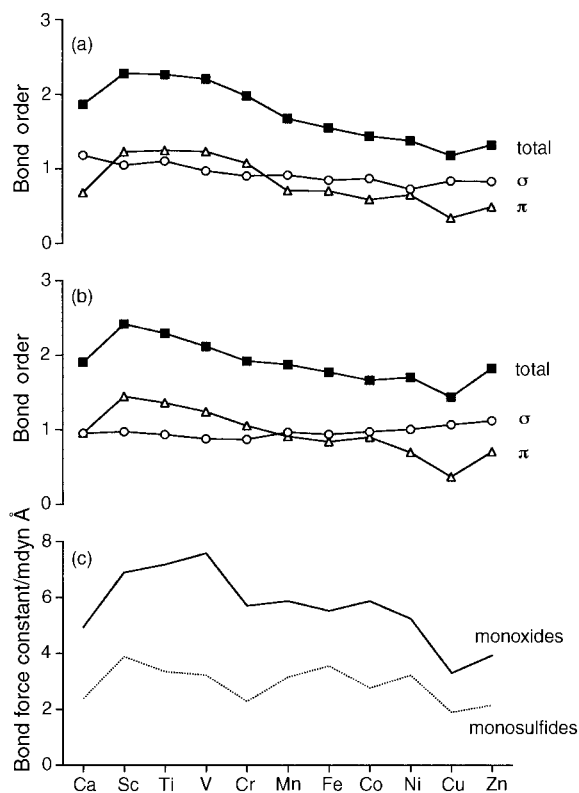 (a)
Bond order
3
2
1
0
total
σ
π
(b)
Bond order
3
2
1
0
total
σ
π
(c)
Bond force constant/mdyn Å
8
6
4
2
0
monoxides
monosulfides
Ca Sc Ti V Cr Mn Fe Co Ni Cu Zn